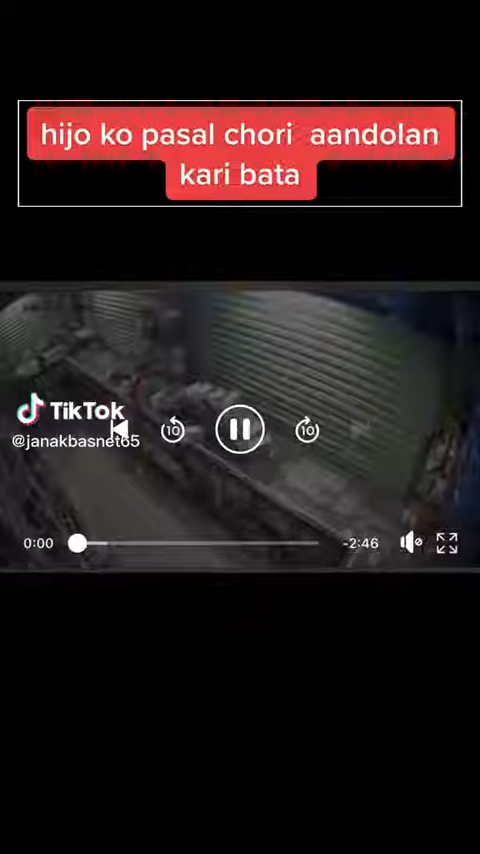 hijo ko pasal chori  aandolan
kari bata
TikTok
@janakbasnet65
10
10
0:00
-2:46